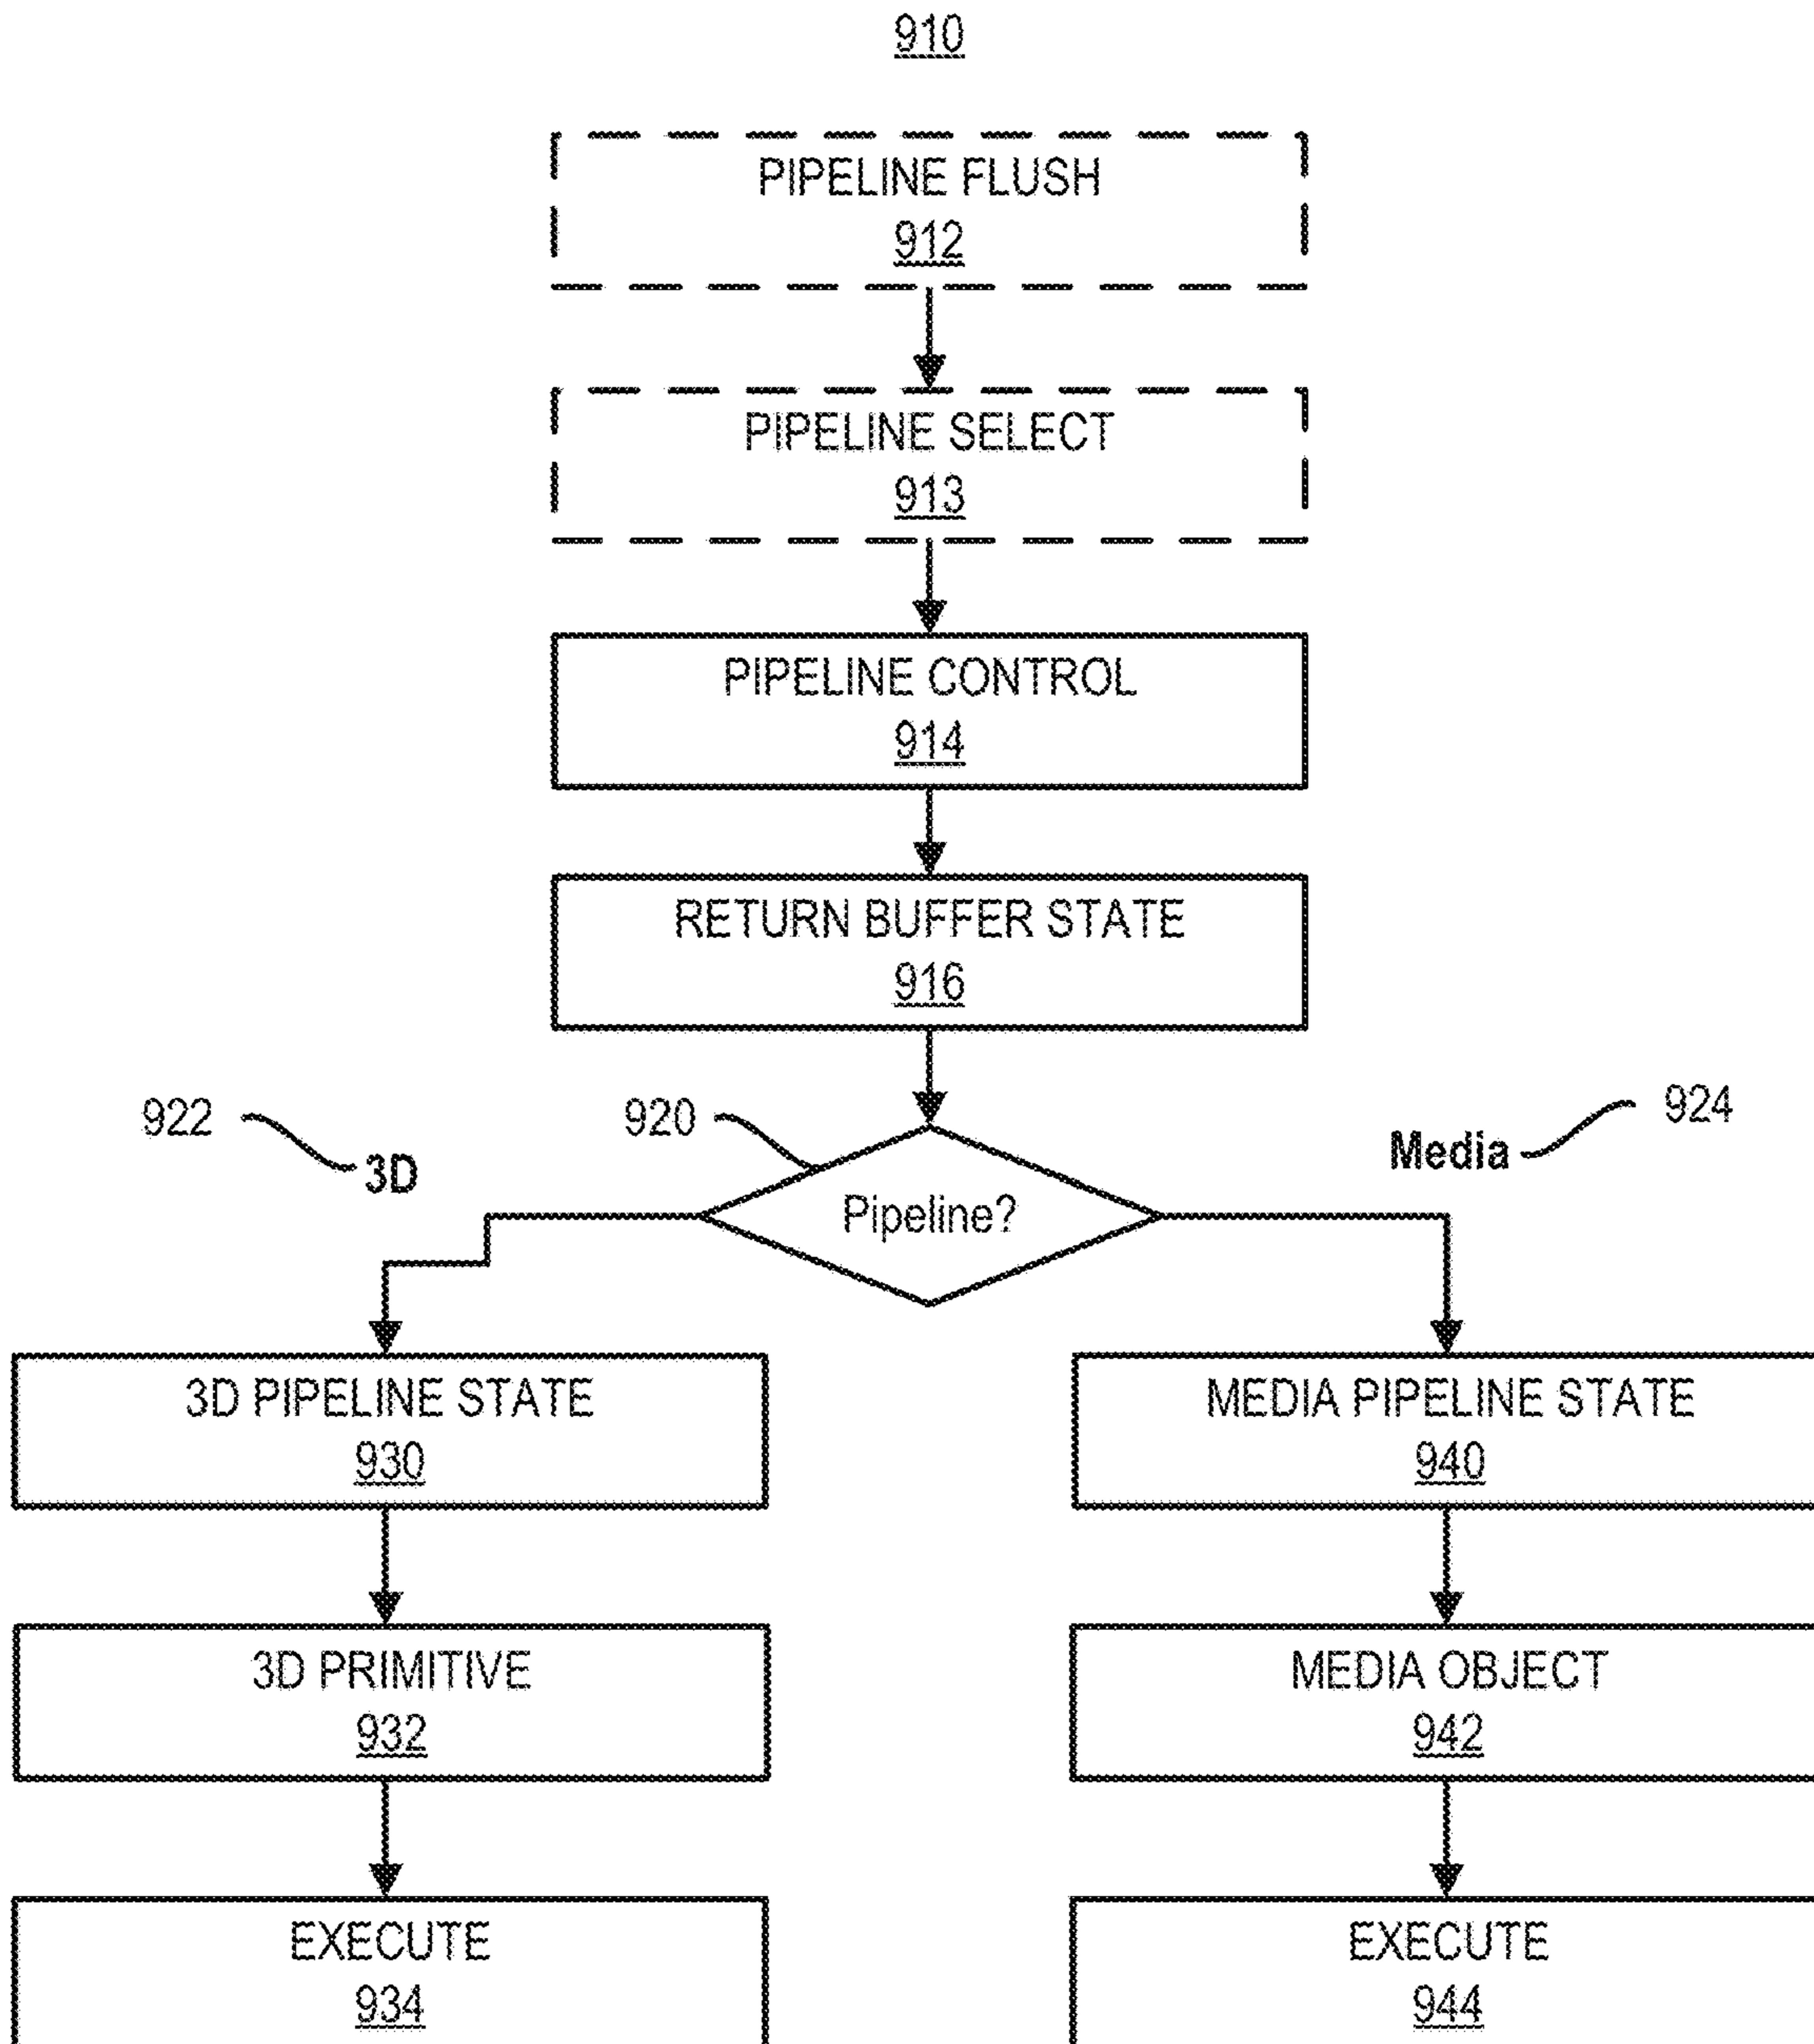 910
PIPELINE FLUSH
912
PIPELINE SELECT
913
PIPELINE CONTROL
914
RETURN BUFFER STATE
916
922
920
924
3D
Media
Pipeline?
3D PIPELINE STATE
930
MEDIA PIPELINE STATE
940
3D PRIMITIVE
932
MEDIA OBJECT
942
EXECUTE
934
EXECUTE
944